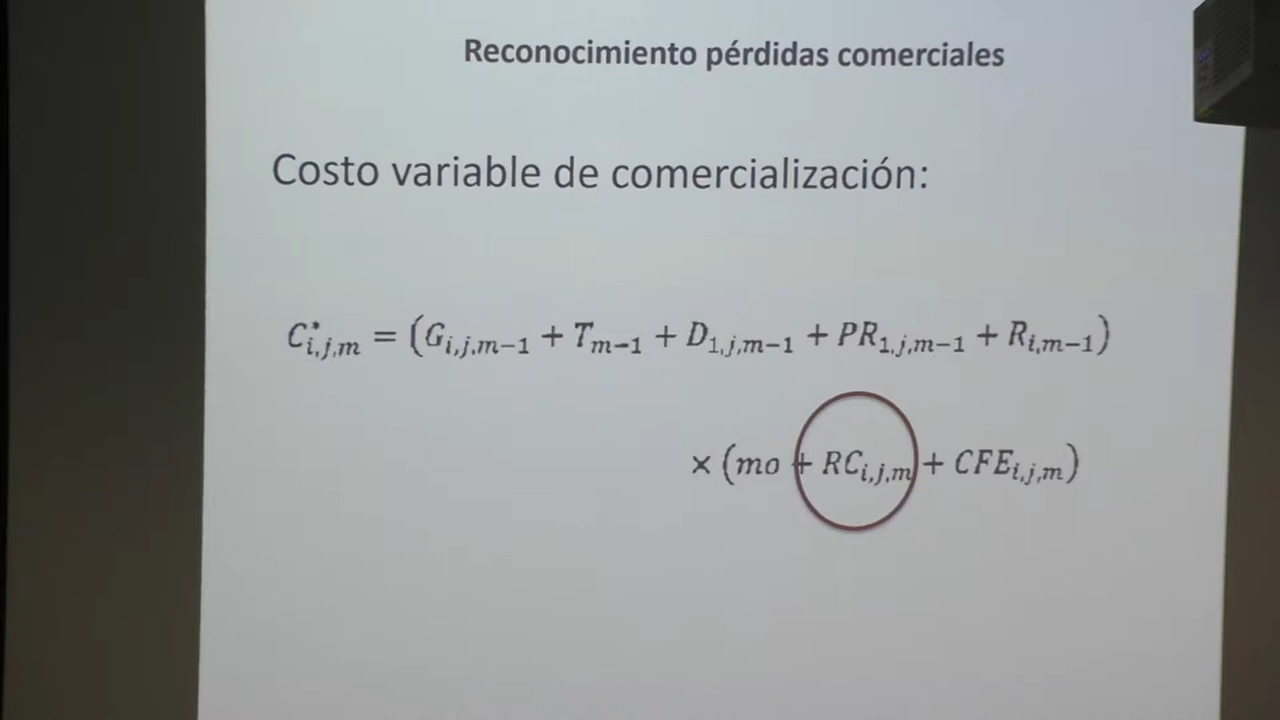 Reconocimiento pérdidas comerciales
Costo variable de comercialización:
C*i,j,m = (Gi,j,m−1 + Tm−1 + D1,j,m−1 + PR1,j,m−1 + Ri,m−1)
× (mo + RCi,j,m + CFEi,j,m)